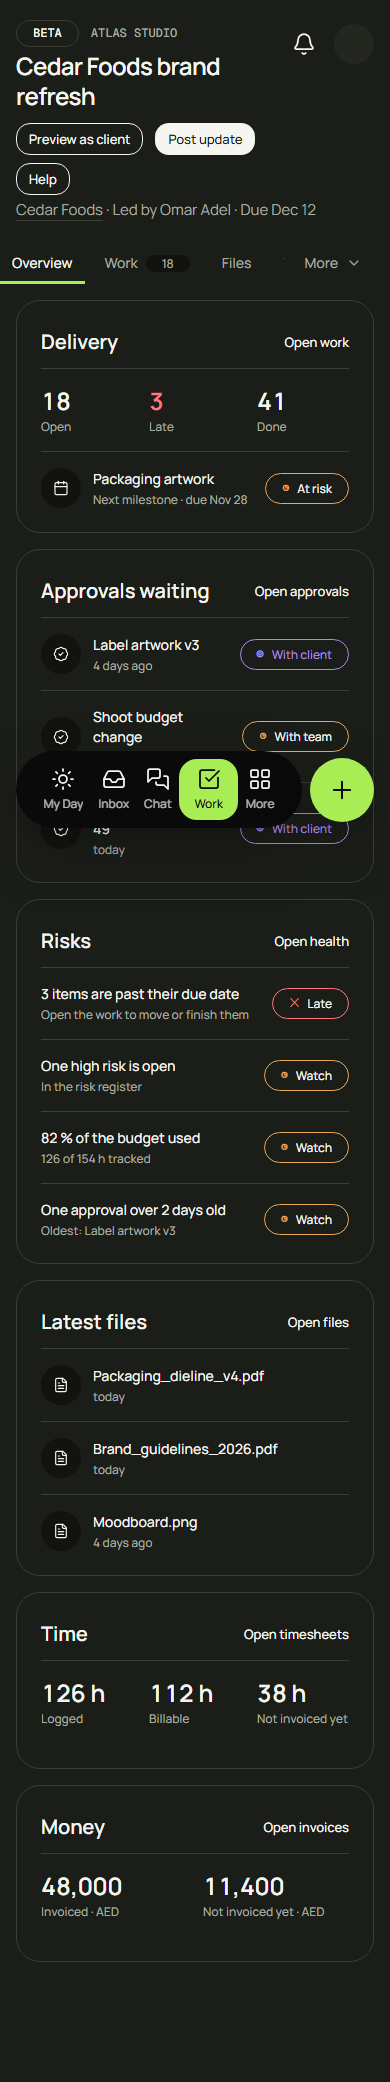 BETA ATLAS STUDIO
Cedar Foods brand
refresh
Preview as client
Post update
Help
Cedar Foods · Led by Omar Adel · Due Dec 12
Overview
Work 18
Files
More
Delivery
Open work
18
3
41
Open
Late
Done
Packaging artwork
Next milestone · due Nov 28
At risk
Approvals waiting
Open approvals
Label artwork v3
4 days ago
With client
Shoot budget
change
With team
My Day
Inbox
Chat
Work
More
49
today
With client
Risks
Open health
3 items are past their due date
Open the work to move or finish them
Late
One high risk is open
In the risk register
Watch
82 % of the budget used
126 of 154 h tracked
Watch
One approval over 2 days old
Oldest: Label artwork v3
Watch
Latest files
Open files
Packaging_dieline_v4.pdf
today
Brand_guidelines_2026.pdf
today
Moodboard.png
4 days ago
Time
Open timesheets
126 h
112 h
38 h
Logged
Billable
Not invoiced yet
Money
Open invoices
48,000
11,400
Invoiced · AED
Not invoiced yet · AED